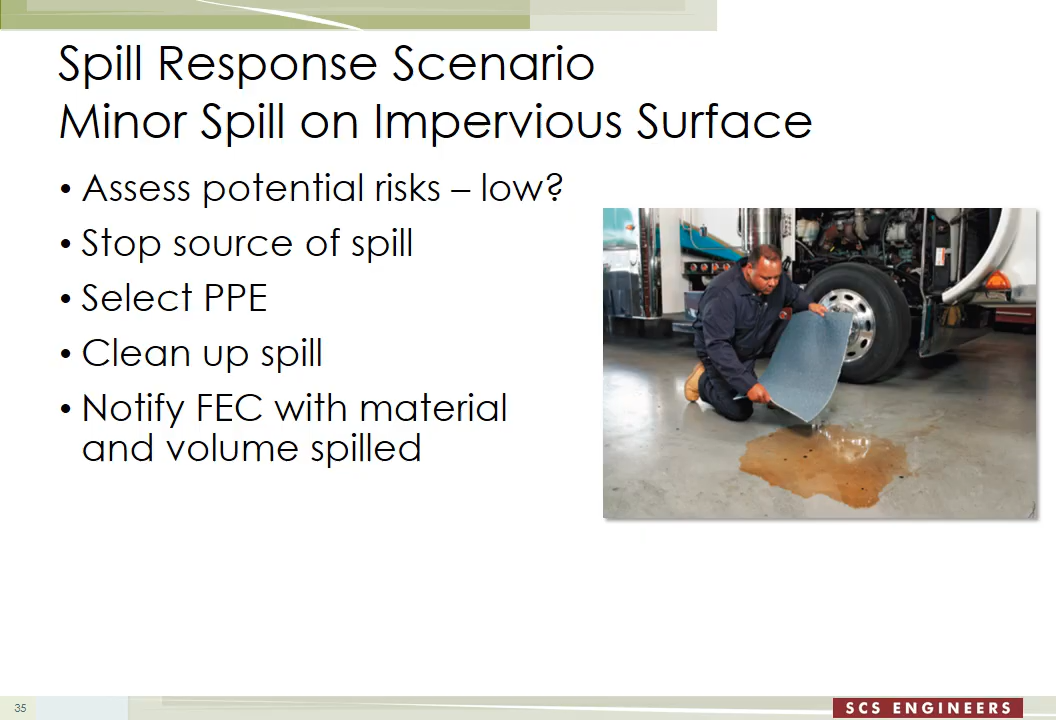 Spill Response Scenario
Minor Spill on Impervious Surface
• Assess potential risks – low?
• Stop source of spill
• Select PPE
• Clean up spill
• Notify FEC with material
and volume spilled
35
SCS ENGINEERS